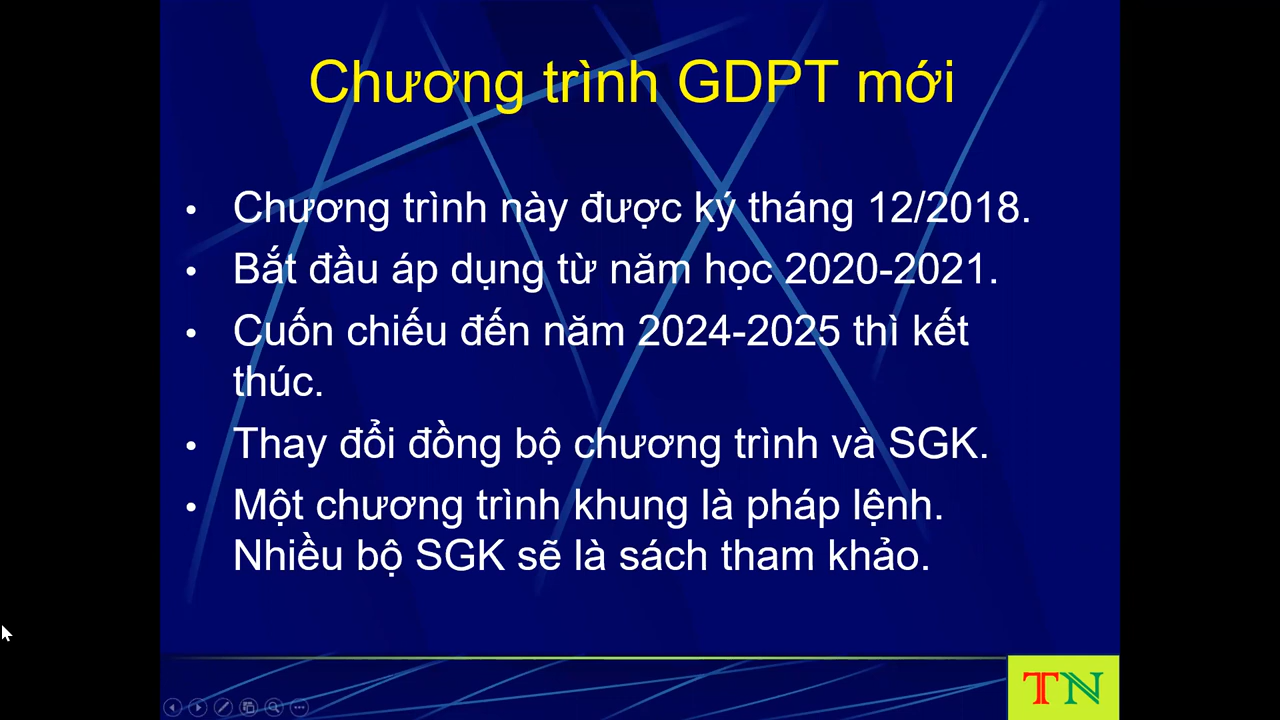 Chương trình GDPT mới
• Chương trình này được ký tháng 12/2018.
• Bắt đầu áp dụng từ năm học 2020-2021.
• Cuốn chiếu đến năm 2024-2025 thì kết
thúc.
• Thay đổi đồng bộ chương trình và SGK.
• Một chương trình khung là pháp lệnh.
Nhiều bộ SGK sẽ là sách tham khảo.
TN